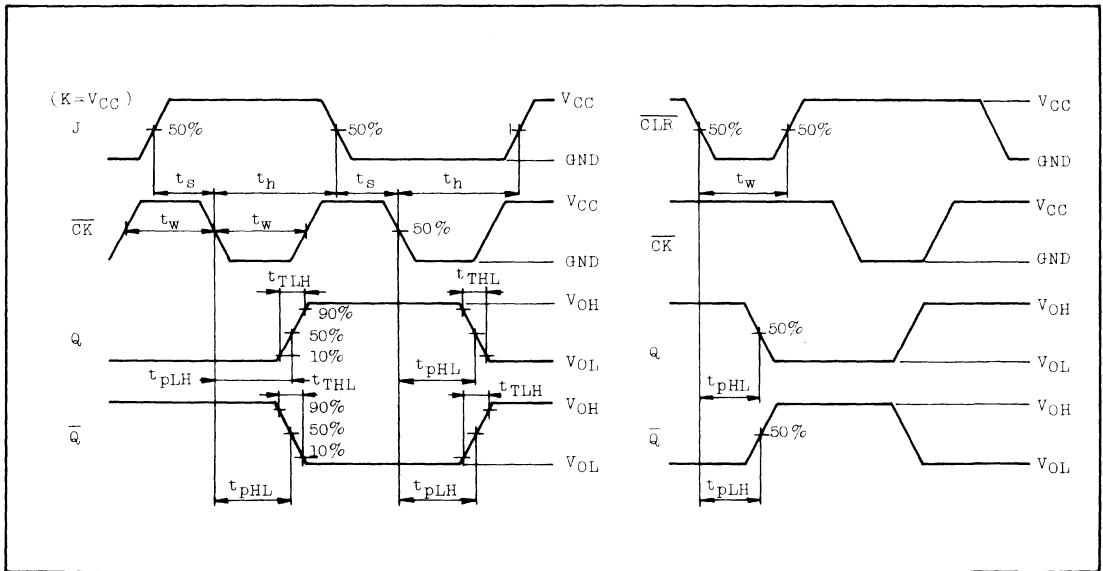 (K=VCC)
J
50%
50%
VCC
GND
ts
th
ts
th
CK
tw
tw
50%
VCC
GND
tTLH
tTHL
Q
90%
50%
10%
VOH
VOL
tpLH
tpHL
tTHL
tTLH
Q
90%
50%
10%
VOH
VOL
tpHL
tpLH
CLR
50%
50%
VCC
GND
tw
CK
VCC
GND
Q
50%
VOH
VOL
tpHL
Q
50%
VOH
VOL
tpLH